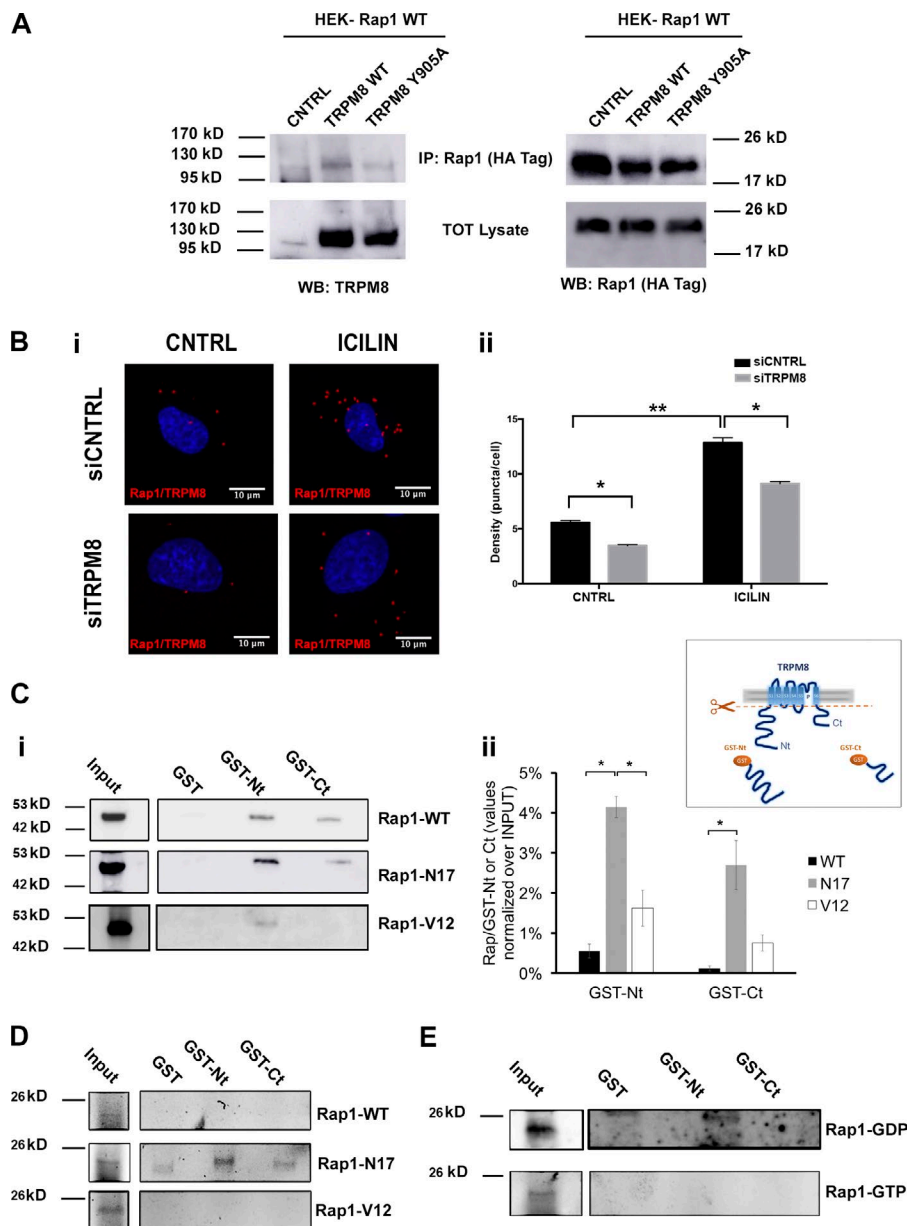 A
HEK- Rap1 WT
HEK- Rap1 WT
CNTRL
TRPM8 WT
TRPM8 Y905A
CNTRL
TRPM8 WT
TRPM8 Y905A
170 kD
130 kD
95 kD
IP: Rap1 (HA Tag)
26 kD
17 kD
170 kD
130 kD
95 kD
TOT Lysate
26 kD
17 kD
WB: TRPM8
WB: Rap1 (HA Tag)
B
i
CNTRL
ICILIN
siCNTRL
Rap1/TRPM8
10 µm
Rap1/TRPM8
10 µm
siTRPM8
Rap1/TRPM8
10 µm
Rap1/TRPM8
10 µm
ii
siCNTRL
siTRPM8
Density (puncta/cell)
15
10
5
0
*
**
*
CNTRL
ICILIN
C
i
Input
GST
GST-Nt
GST-Ct
53 kD
42 kD
Rap1-WT
53 kD
42 kD
Rap1-N17
53 kD
42 kD
Rap1-V12
ii
TRPM8
P
Nt
Ct
GST-Nt
GST
GST-Ct
GST
Rap/GST-Nt or Ct (values
normalized over INPUT)
5%
4%
3%
2%
1%
0%
*
*
*
GST-Nt
GST-Ct
WT
N17
V12
D
Input
GST
GST-Nt
GST-Ct
26kD
Rap1-WT
26kD
Rap1-N17
26kD
Rap1-V12
E
Input
GST
GST-Nt
GST-Ct
26kD
Rap1-GDP
26 kD
Rap1-GTP